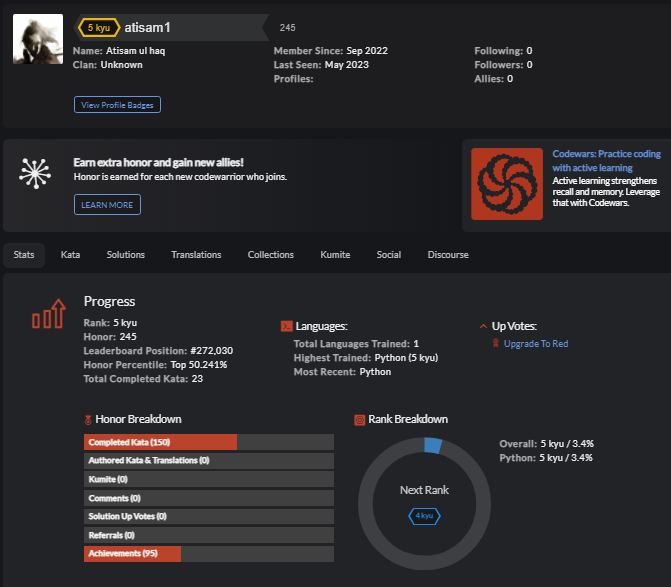 5 kyu atisam1 245
Name: Atisam ul haq
Clan: Unknown
Member Since: Sep 2022
Last Seen: May 2023
Profiles:
Following: 0
Followers: 0
Allies: 0
View Profile Badges
Earn extra honor and gain new allies!
Honor is earned for each new codewarrior who joins.
LEARN MORE
Codewars: Practice coding
with active learning
Active learning strengthens
recall and memory. Leverage
that with Codewars.
Stats Kata Solutions Translations Collections Kumite Social Discourse
Progress
Rank: 5 kyu
Honor: 245
Leaderboard Position: #272,030
Honor Percentile: Top 50.241%
Total Completed Kata: 23
Languages:
Total Languages Trained: 1
Highest Trained: Python (5 kyu)
Most Recent: Python
Up Votes:
Upgrade To Red
Honor Breakdown
Completed Kata (150)
Authored Kata & Translations (0)
Kumite (0)
Comments (0)
Solution Up Votes (0)
Referrals (0)
Achievements (95)
Rank Breakdown
Next Rank
4 kyu
Overall: 5 kyu / 3.4%
Python: 5 kyu / 3.4%